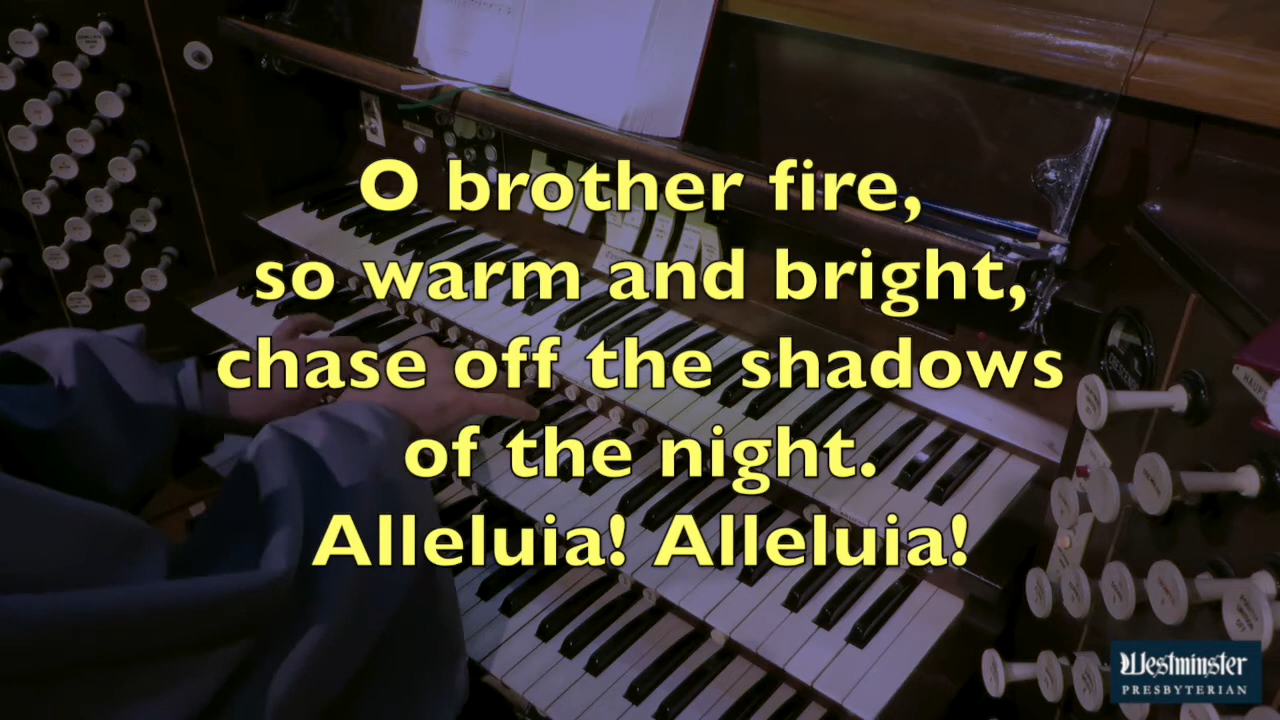 O brother fire,
so warm and bright,
chase off the shadows
of the night.
Alleluia! Alleluia!
Westminster
PRESBYTERIAN